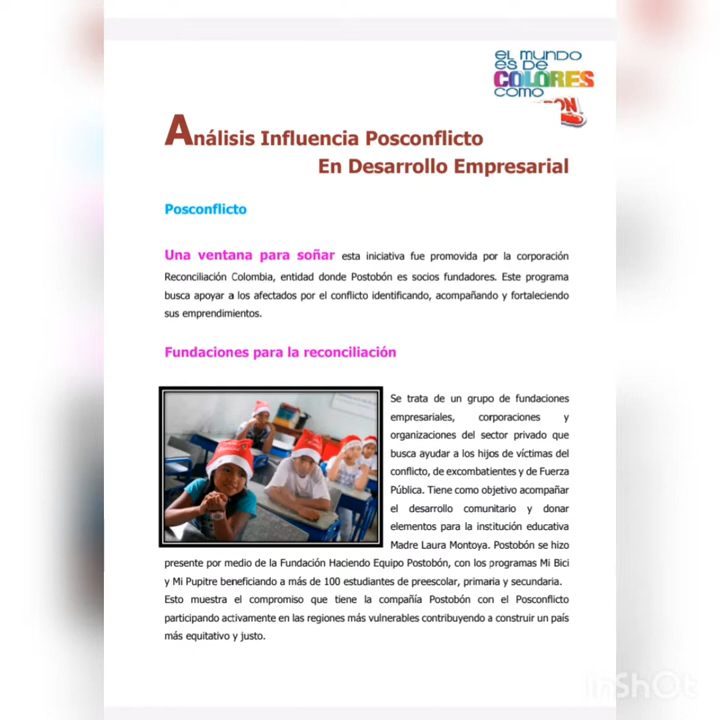 EL MUNDO
ES DE
COLORES
COMO
Análisis Influencia Posconflicto
En Desarrollo Empresarial
Posconflicto
Una ventana para soñar esta iniciativa fue promovida por la corporación
Reconciliación Colombia, entidad donde Postobón es socios fundadores. Este programa
busca apoyar a los afectados por el conflicto identificando, acompañando y fortaleciendo
sus emprendimientos.
Fundaciones para la reconciliación
Se trata de un grupo de fundaciones
empresariales, corporaciones y
organizaciones del sector privado que
busca ayudar a los hijos de víctimas del
conflicto, de excombatientes y de Fuerza
Pública. Tiene como objetivo acompañar
el desarrollo comunitario y donar
elementos para la institución educativa
Madre Laura Montoya. Postobón se hizo
presente por medio de la Fundación Haciendo Equipo Postobón, con los programas Mi Bici
y Mi Pupitre beneficiando a más de 100 estudiantes de preescolar, primaria y secundaria.
Esto muestra el compromiso que tiene la compañía Postobón con el Posconflicto
participando activamente en las regiones más vulnerables contribuyendo a construir un país
más equitativo y justo.
InShOt